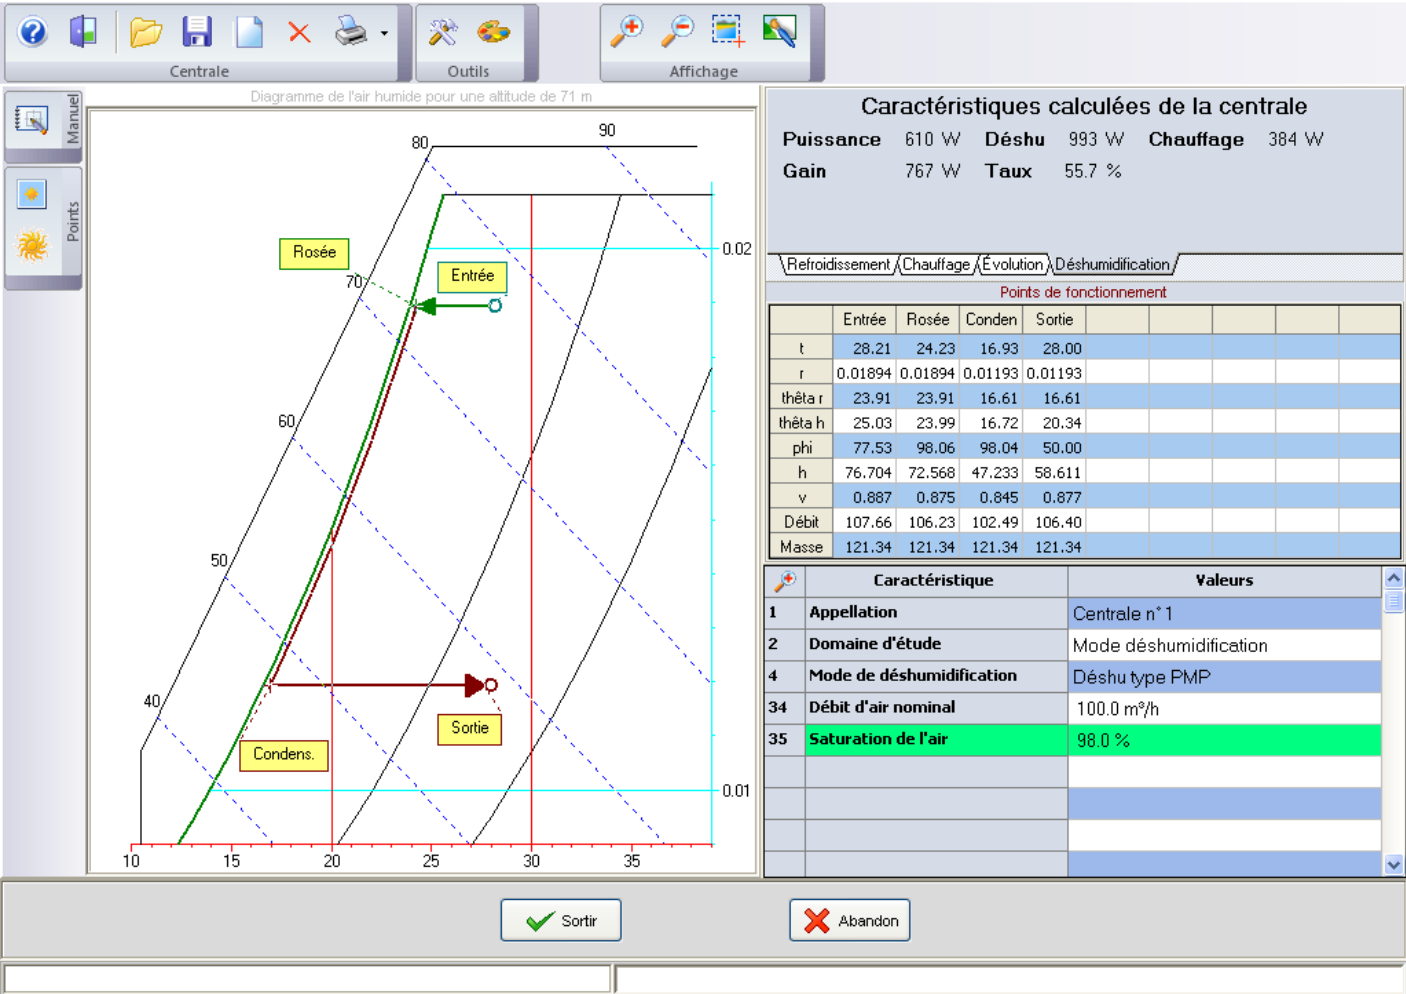 Centrale
Outils
Affichage
Manuel
Points
Diagramme de l'air humide pour une altitude de 71 m
90
80
Rosée
0.02
Entrée
70
60
50
40
Sortie
Condens.
0.01
10 15 20 25 30 35
Caractéristiques calculées de la centrale
Puissance 610 W Déshu 993 W Chauffage 384 W
Gain 767 W Taux 55.7 %
Refroidissement Chauffage Évolution Déshumidification
Points de fonctionnement
Entrée Rosée Conden Sortie
t 28.21 24.23 16.93 28.00
r 0.01894 0.01894 0.01193 0.01193
thêta r 23.91 23.91 16.61 16.61
thêta h 25.03 23.99 16.72 20.34
phi 77.53 98.06 98.04 50.00
h 76.704 72.568 47.233 58.611
v 0.887 0.875 0.845 0.877
Débit 107.66 106.23 102.49 106.40
Masse 121.34 121.34 121.34 121.34
Caractéristique Valeurs
1 Appellation Centrale n°1
2 Domaine d'étude Mode déshumidification
4 Mode de déshumidification Déshu type PMP
34 Débit d'air nominal 100.0 m³/h
35 Saturation de l'air 98.0 %
Sortir
Abandon